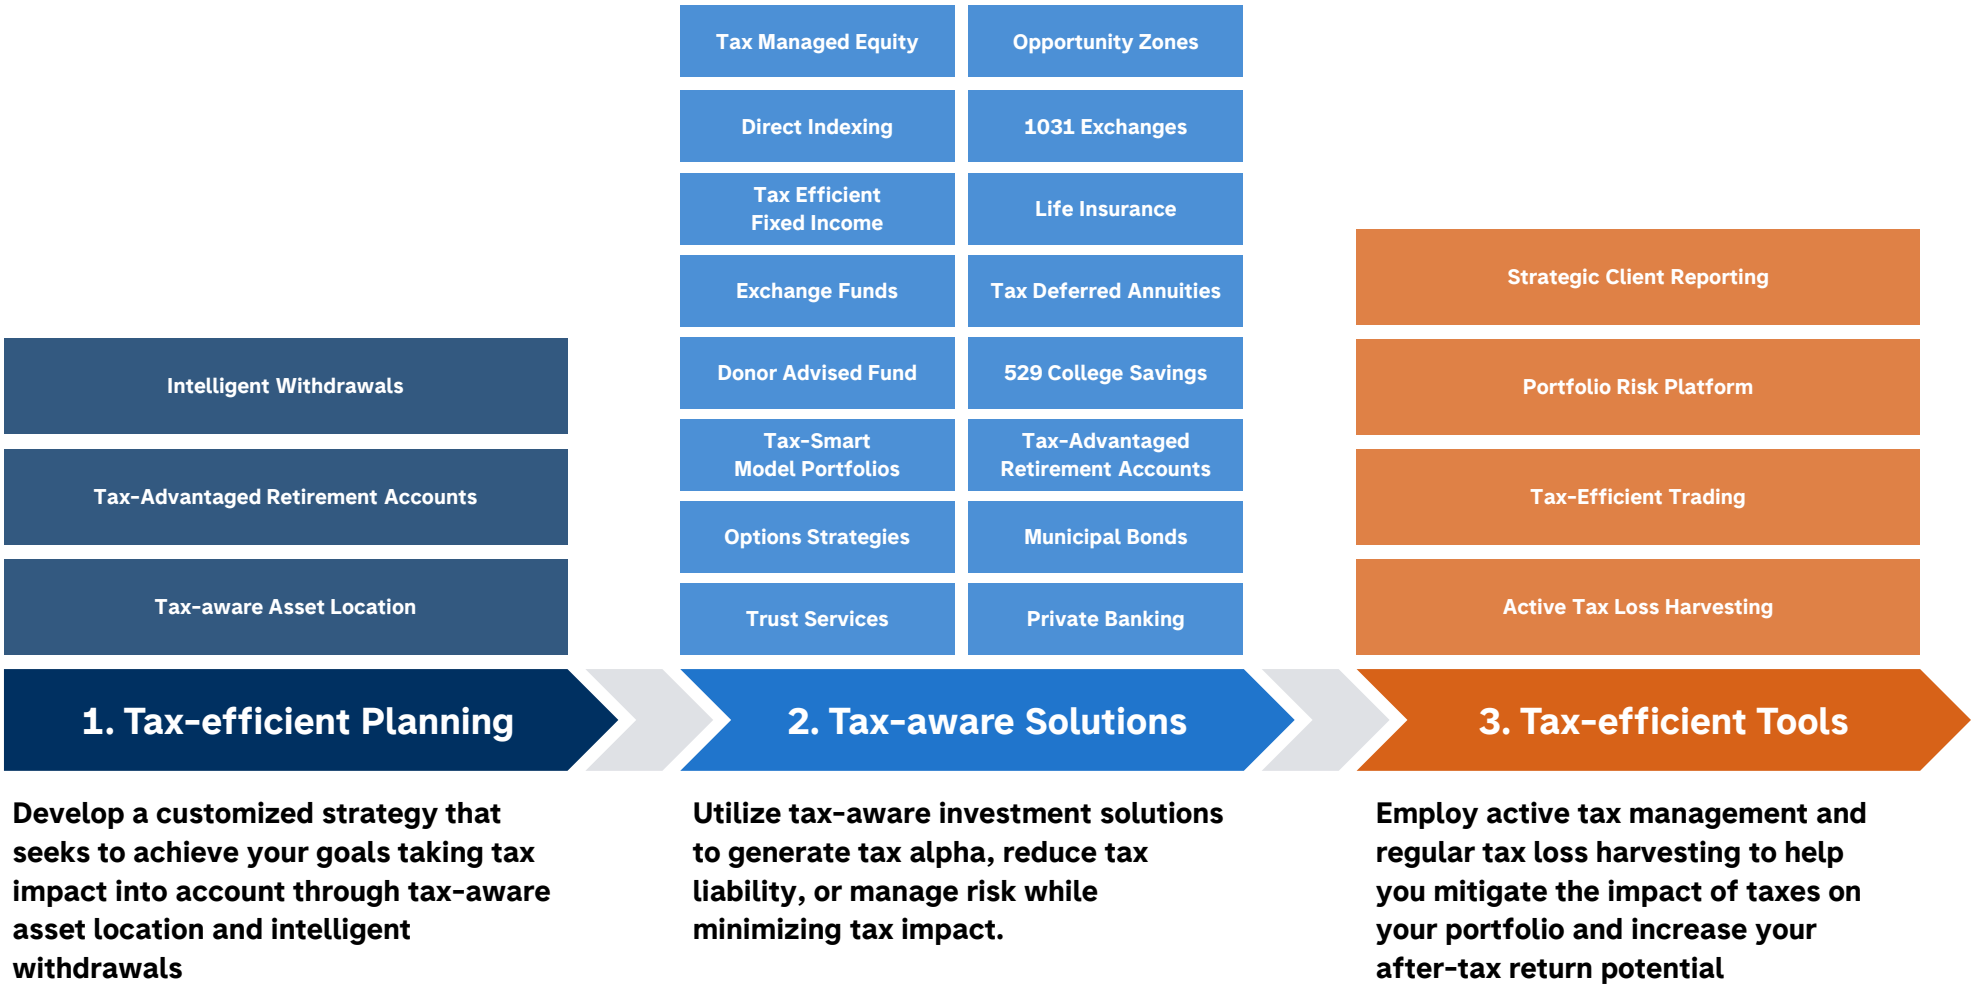 Intelligent Withdrawals
Tax-Advantaged Retirement Accounts
Tax-aware Asset Location
1. Tax-efficient Planning
Develop a customized strategy that
seeks to achieve your goals taking tax
impact into account through tax-aware
asset location and intelligent
withdrawals
Tax Managed Equity
Opportunity Zones
Direct Indexing
1031 Exchanges
Tax Efficient
Fixed Income
Life Insurance
Exchange Funds
Tax Deferred Annuities
Donor Advised Fund
529 College Savings
Tax-Smart
Model Portfolios
Tax-Advantaged
Retirement Accounts
Options Strategies
Municipal Bonds
Trust Services
Private Banking
2. Tax-aware Solutions
Utilize tax-aware investment solutions
to generate tax alpha, reduce tax
liability, or manage risk while
minimizing tax impact.
Strategic Client Reporting
Portfolio Risk Platform
Tax-Efficient Trading
Active Tax Loss Harvesting
3. Tax-efficient Tools
Employ active tax management and
regular tax loss harvesting to help
you mitigate the impact of taxes on
your portfolio and increase your
after-tax return potential